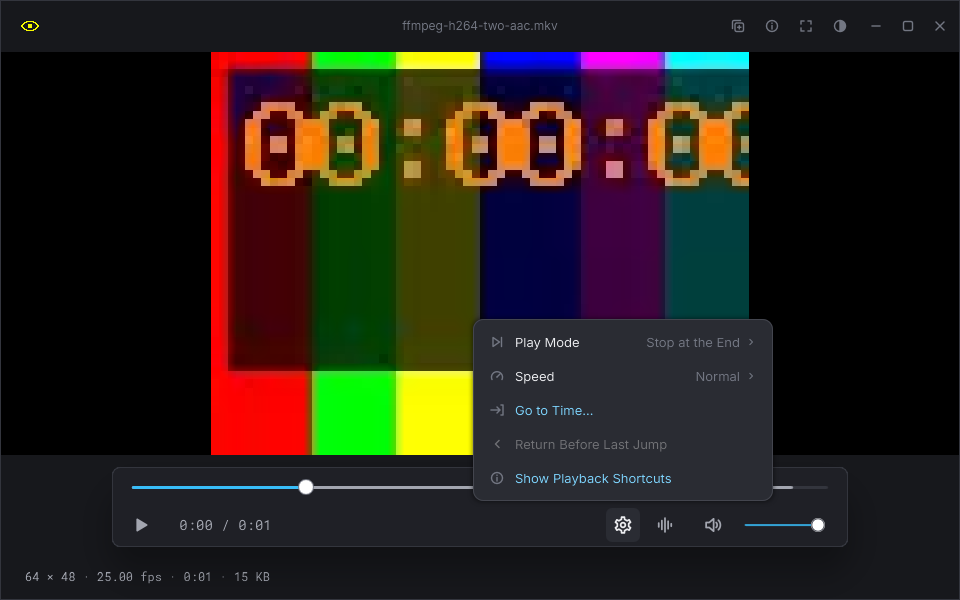 ffmpeg-h264-two-aac.mkv
00:00:0
Play Mode Stop at the End
Speed Normal
Go to Time...
Return Before Last Jump
Show Playback Shortcuts
0:00 / 0:01
64 × 48 · 25.00 fps · 0:01 · 15 KB